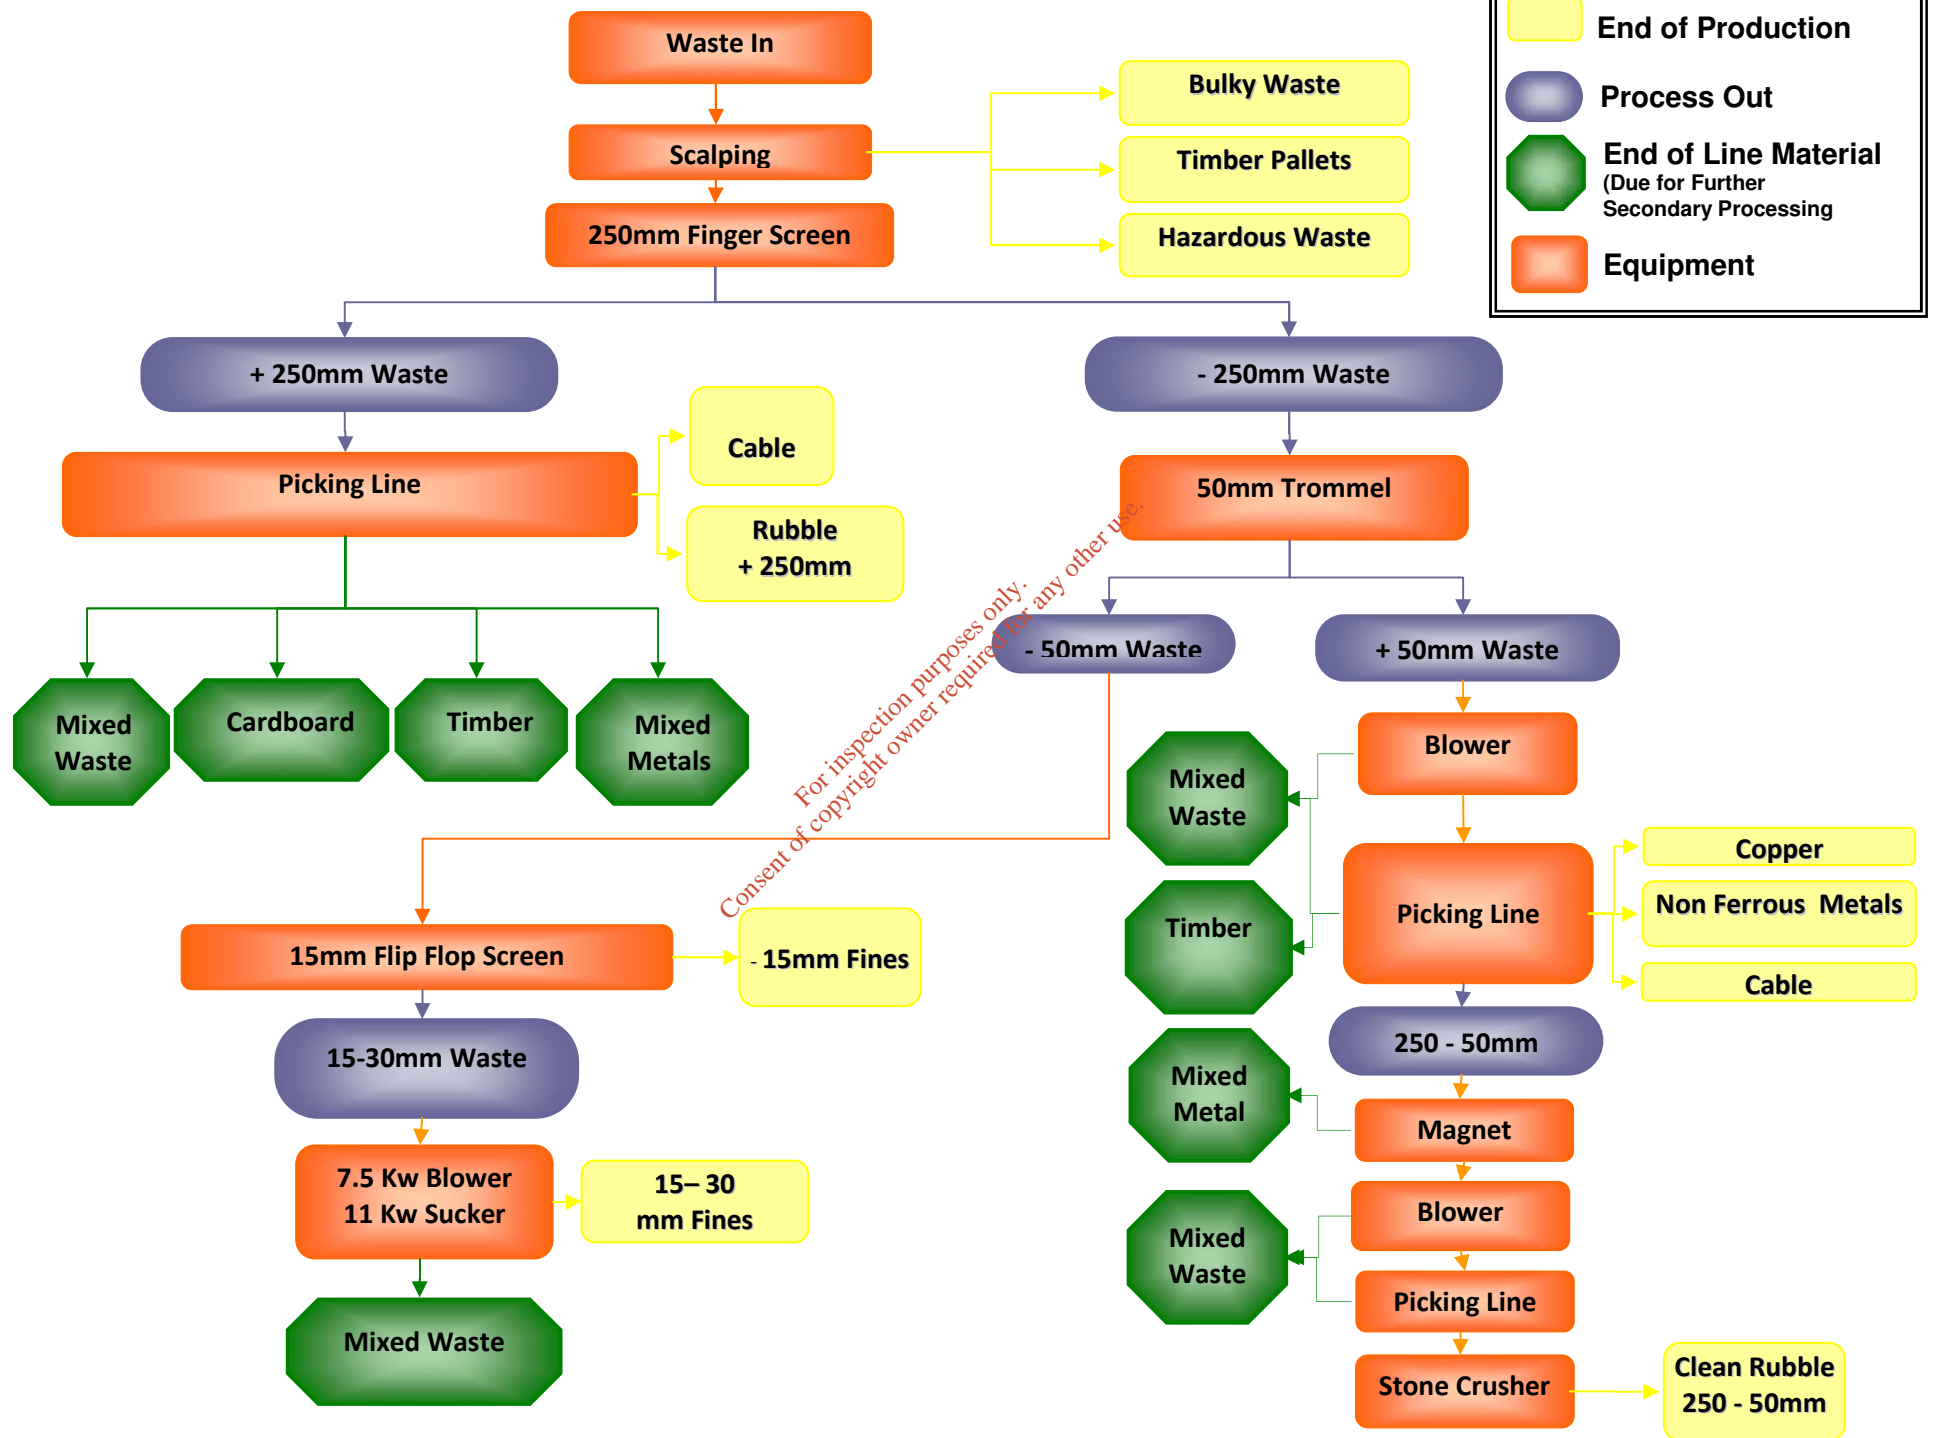 Waste In
End of Production
Bulky Waste
Process Out
Scalping
Timber Pallets
End of Line Material
(Due for Further
Secondary Processing
250mm Finger Screen
Hazardous Waste
Equipment
+ 250mm Waste
- 250mm Waste
Cable
Picking Line
50mm Trommel
Rubble
+ 250mm
- 50mm Waste
+ 50mm Waste
For inspection purposes only.
Consent of copyright owner required for any other use.
Mixed
Waste
Cardboard
Timber
Mixed
Metals
Blower
Mixed
Waste
Copper
Picking Line
Non Ferrous Metals
Timber
Cable
15mm Flip Flop Screen
- 15mm Fines
250 - 50mm
15-30mm Waste
Mixed
Metal
Magnet
7.5 Kw Blower
11 Kw Sucker
15– 30
mm Fines
Blower
Mixed
Waste
Picking Line
Mixed Waste
Stone Crusher
Clean Rubble
250 - 50mm